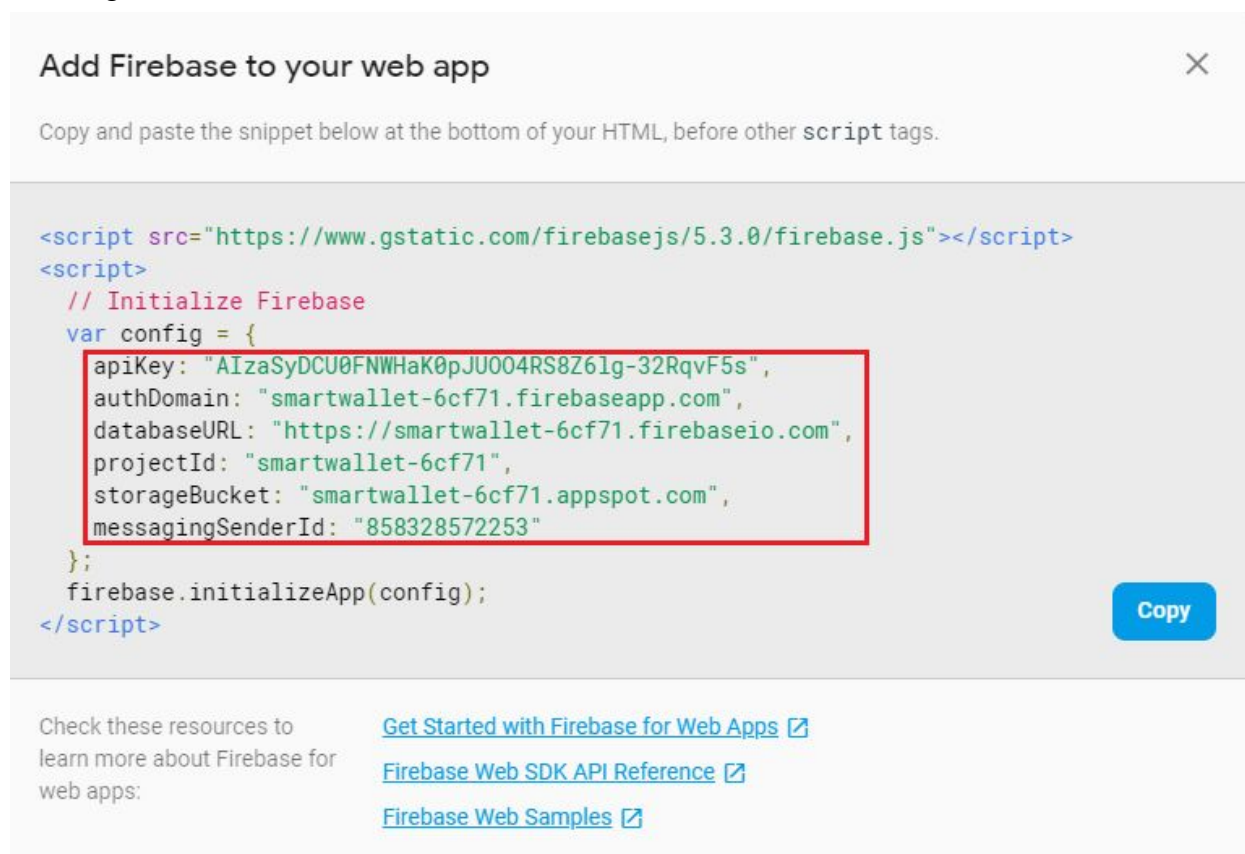 Add Firebase to your web app
Copy and paste the snippet below at the bottom of your HTML, before other script tags.
<script src="https://www.gstatic.com/firebasejs/5.3.0/firebase.js"></script>
<script>
  // Initialize Firebase
  var config = {
    apiKey: "AIzaSyDCU0FNWHaK0pJUOO4RS8Z6lg-32RqvF5s",
    authDomain: "smartwallet-6cf71.firebaseapp.com",
    databaseURL: "https://smartwallet-6cf71.firebaseio.com",
    projectId: "smartwallet-6cf71",
    storageBucket: "smartwallet-6cf71.appspot.com",
    messagingSenderId: "858328572253"
  };
  firebase.initializeApp(config);
</script>
Copy
Check these resources to
learn more about Firebase for
web apps:
Get Started with Firebase for Web Apps
Firebase Web SDK API Reference
Firebase Web Samples